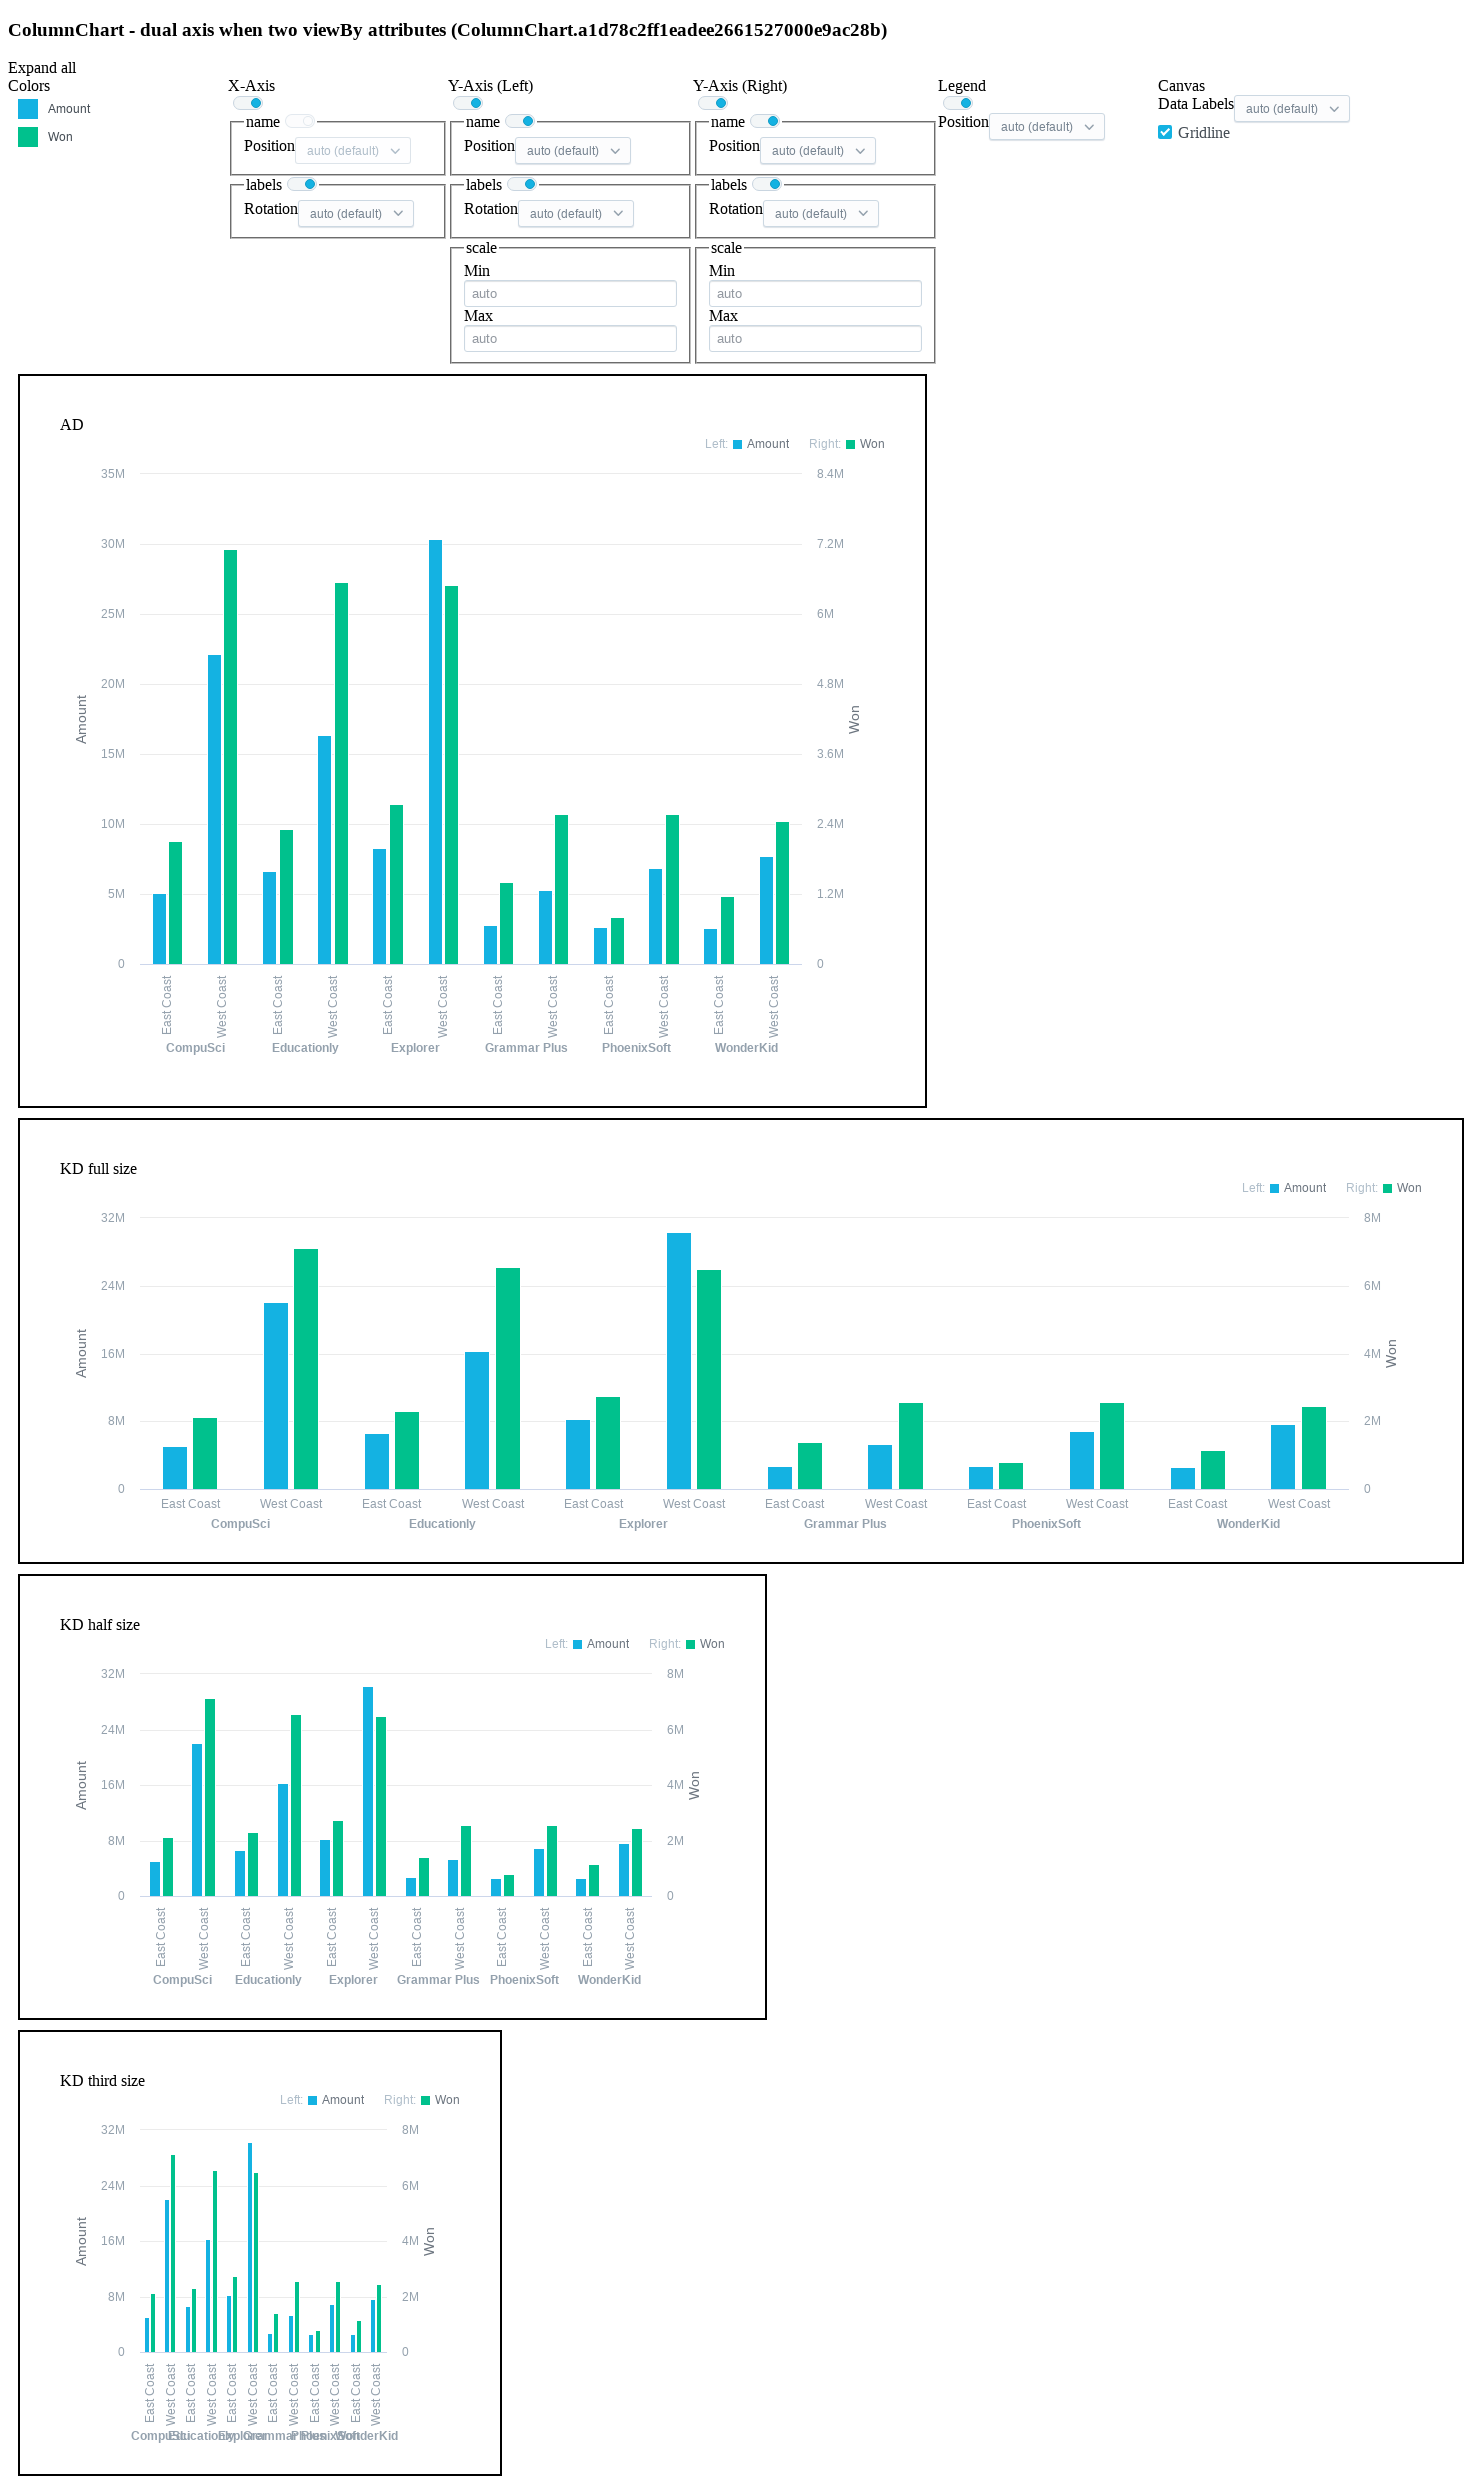 ColumnChart - dual axis when two viewBy attributes (ColumnChart.a1d78c2ff1eadee2661527000e9ac28b)
Expand all
Colors
Amount
Won
X-Axis
name
Position auto (default)
labels
Rotation auto (default)
Y-Axis (Left)
name
Position auto (default)
labels
Rotation auto (default)
scale
Min
auto
Max
auto
Y-Axis (Right)
name
Position auto (default)
labels
Rotation auto (default)
scale
Min
auto
Max
auto
Legend
Position auto (default)
Canvas
Data Labels auto (default)
Gridline
AD
Left: Amount Right: Won
35M 8.4M
30M 7.2M
25M 6M
20M 4.8M
15M 3.6M
10M 2.4M
5M 1.2M
0 0
Amount
Won
East Coast West Coast East Coast West Coast East Coast West Coast East Coast West Coast East Coast West Coast East Coast West Coast
CompuSci Educationly Explorer Grammar Plus PhoenixSoft WonderKid
KD full size
Left: Amount Right: Won
32M 8M
24M 6M
16M 4M
8M 2M
0 0
Amount
Won
East Coast West Coast East Coast West Coast East Coast West Coast East Coast West Coast East Coast West Coast East Coast West Coast
CompuSci Educationly Explorer Grammar Plus PhoenixSoft WonderKid
KD half size
Left: Amount Right: Won
32M 8M
24M 6M
16M 4M
8M 2M
0 0
Amount
Won
East Coast West Coast East Coast West Coast East Coast West Coast East Coast West Coast East Coast West Coast East Coast West Coast
CompuSci Educationly Explorer Grammar Plus PhoenixSoft WonderKid
KD third size
Left: Amount Right: Won
32M 8M
24M 6M
16M 4M
8M 2M
0 0
Amount
Won
East Coast West Coast East Coast West Coast East Coast West Coast East Coast West Coast East Coast West Coast East Coast West Coast
CompuSci Educationly Explorer Grammar Plus PhoenixSoft WonderKid